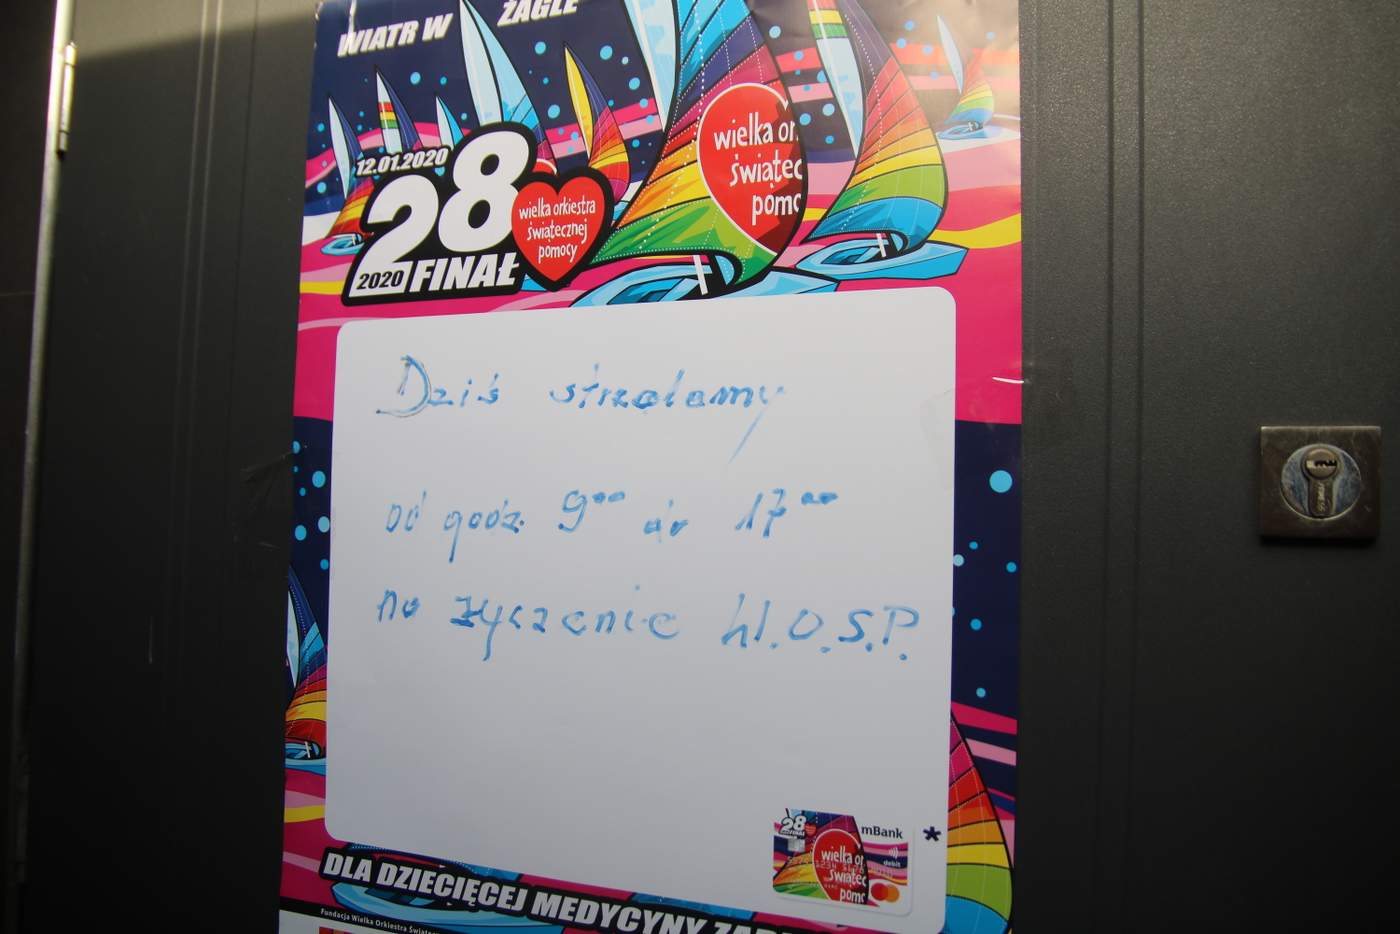 WIATR W ŻAGLE
12.01.2020
28
2020 FINAŁ
wielka orkiestra
świątecznej
pomocy
wielka or
świątec
pomo
Dziś strzelamy
od godz. 9⁰⁰ do 17⁰⁰
na życzenie W.O.Ś.P.
28
FINAŁ
mBank
*
debit
wielka or
świątec
pomo
DLA DZIECIĘCEJ MEDYCYNY
Fundacja Wielka Orkiestra